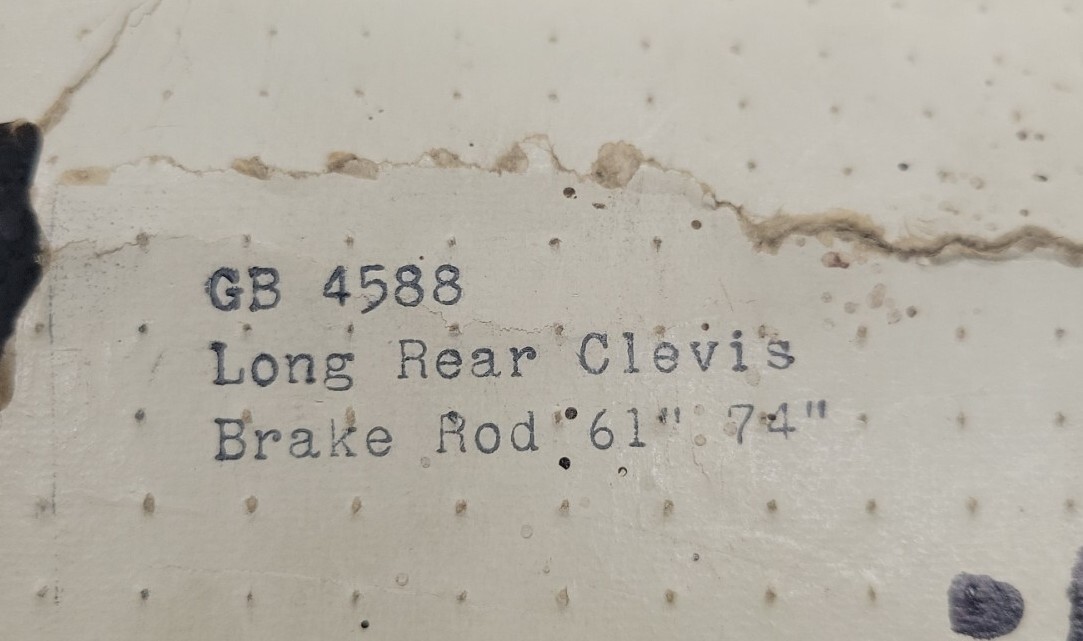 GB 4588
Long Rear Clevis
Brake Rod 61" 74"